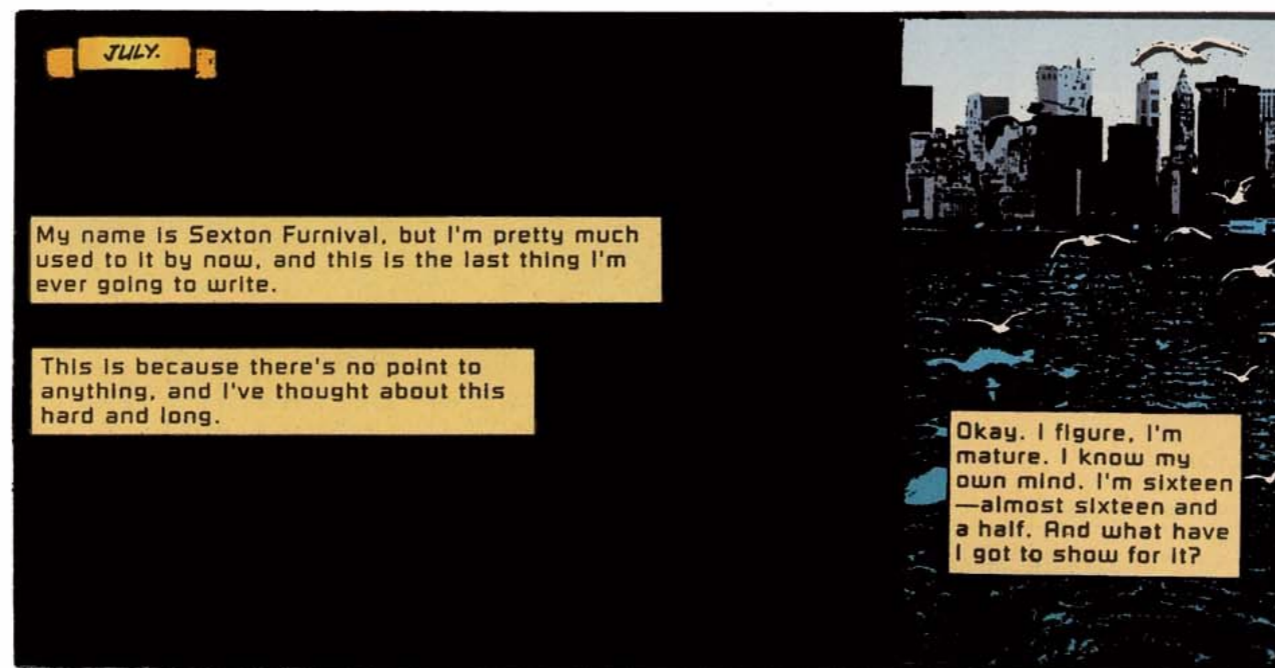 JULY.
My name is Sexton Furnival, but I'm pretty much
used to it by now, and this is the last thing I'm
ever going to write.
This is because there's no point to
anything, and I've thought about this
hard and long.
Okay. I figure, I'm
mature. I know my
own mind. I'm sixteen
—almost sixteen and
a half. And what have
I got to show for it?